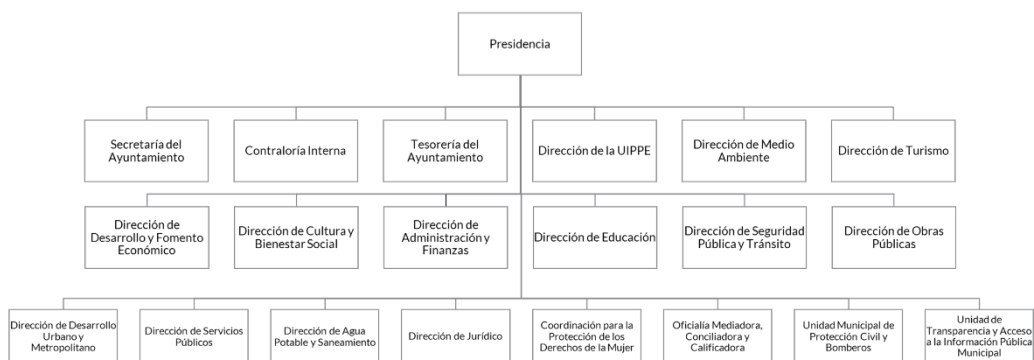 Presidencia
Secretaría del
Ayuntamiento
Contraloría Interna
Tesorería del
Ayuntamiento
Dirección de la UIPPE
Dirección de Medio
Ambiente
Dirección de Turismo
Dirección de
Desarrollo y Fomento
Económico
Dirección de Cultura y
Bienestar Social
Dirección de
Administración y
Finanzas
Dirección de Educación
Dirección de Seguridad
Pública y Tránsito
Dirección de Obras
Públicas
Dirección de Desarrollo
Urbano y
Metropolitano
Dirección de Servicios
Públicos
Dirección de Agua
Potable y Saneamiento
Dirección de Jurídico
Coordinación para la
Protección de los
Derechos de la Mujer
Oficialía Mediadora,
Conciliadora y
Calificadora
Unidad Municipal de
Protección Civil y
Bomberos
Unidad de
Transparencia y Acceso
a la Información Pública
Municipal